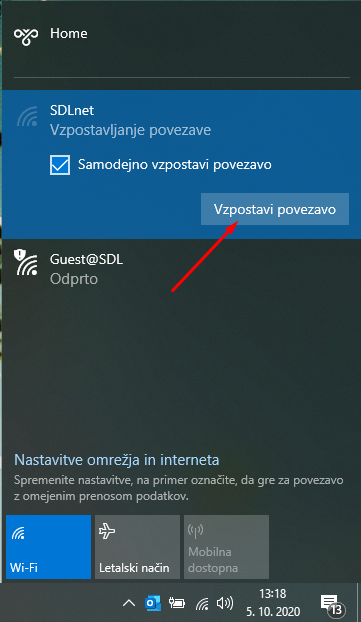 Home
SDLnet
Vzpostavljanje povezave
Samodejno vzpostavi povezavo
Vzpostavi povezavo
Guest@SDL
Odprto
Nastavitve omrežja in interneta
Spremenite nastavitve, na primer označite, da gre za povezavo
z omejenim prenosom podatkov.
Wi-Fi
Letalski način
Mobilna
dostopna
13:18
5. 10. 2020
13